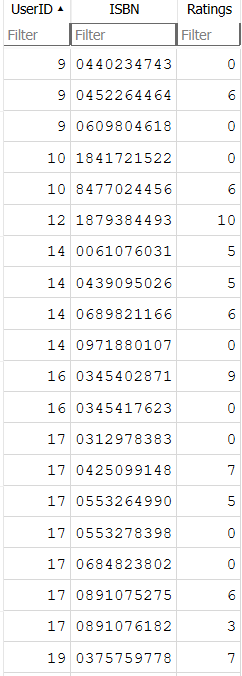 UserID ISBN Ratings
Filter Filter Filter
9 0440234743 0
9 0452264464 6
9 0609804618 0
10 1841721522 0
10 8477024456 6
12 1879384493 10
14 0061076031 5
14 0439095026 5
14 0689821166 6
14 0971880107 0
16 0345402871 9
16 0345417623 0
17 0312978383 0
17 0425099148 7
17 0553264990 5
17 0553278398 0
17 0684823802 0
17 0891075275 6
17 0891076182 3
19 0375759778 7